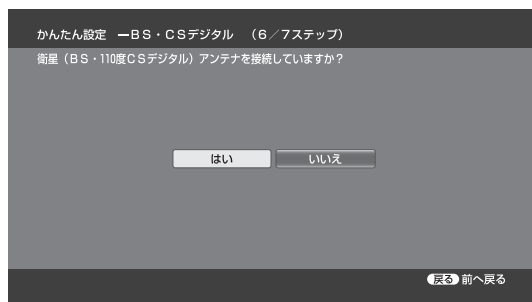 かんたん設定 ーBS・CSデジタル （6／7ステップ）
衛星（BS・110度CSデジタル）アンテナを接続していますか？
はい いいえ
戻る 前へ戻る